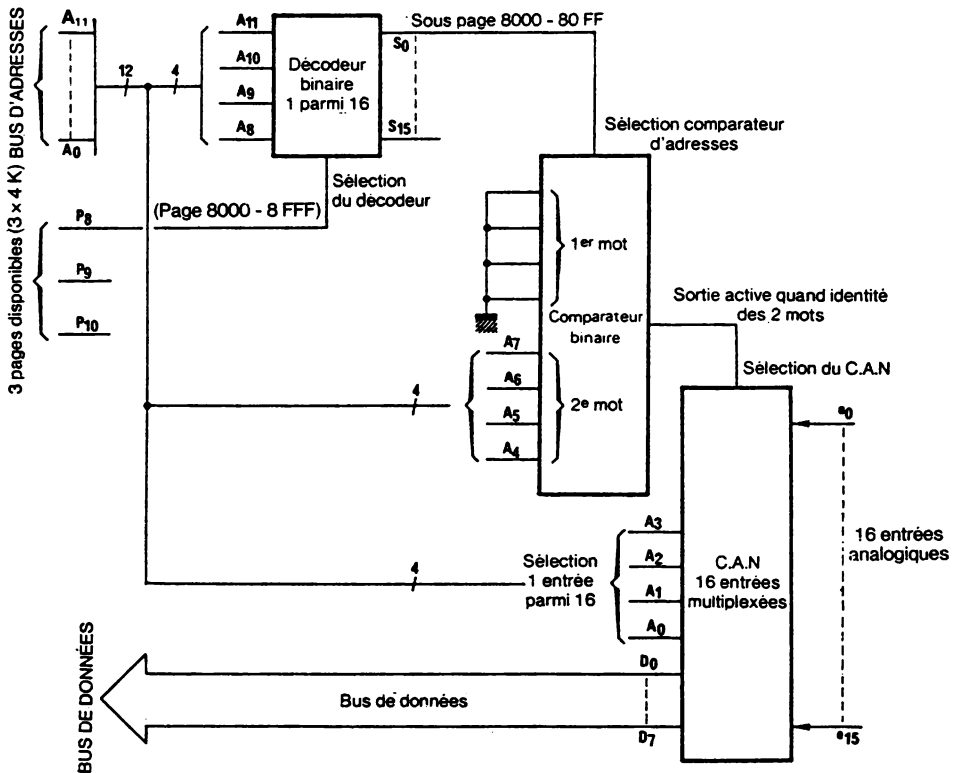 3 pages disponibles (3 x 4 K) BUS D'ADRESSES
A11
A0
12
4
A11
A10
A9
A8
Décodeur
binaire
1 parmi 16
S0
S15
Sous page 8000 - 80 FF
Sélection
du décodeur
(Page 8000 - 8 FFF)
P8
P9
P10
Sélection comparateur
d'adresses
1er mot
Comparateur
binaire
A7
A6
A5
A4
2e mot
4
Sortie active quand identité
des 2 mots
Sélection du C.A.N
e0
e15
16 entrées
analogiques
C.A.N
16 entrées
multiplexées
4
Sélection
1 entrée
parmi 16
A3
A2
A1
A0
D0
D7
Bus de données
BUS DE DONNÉES